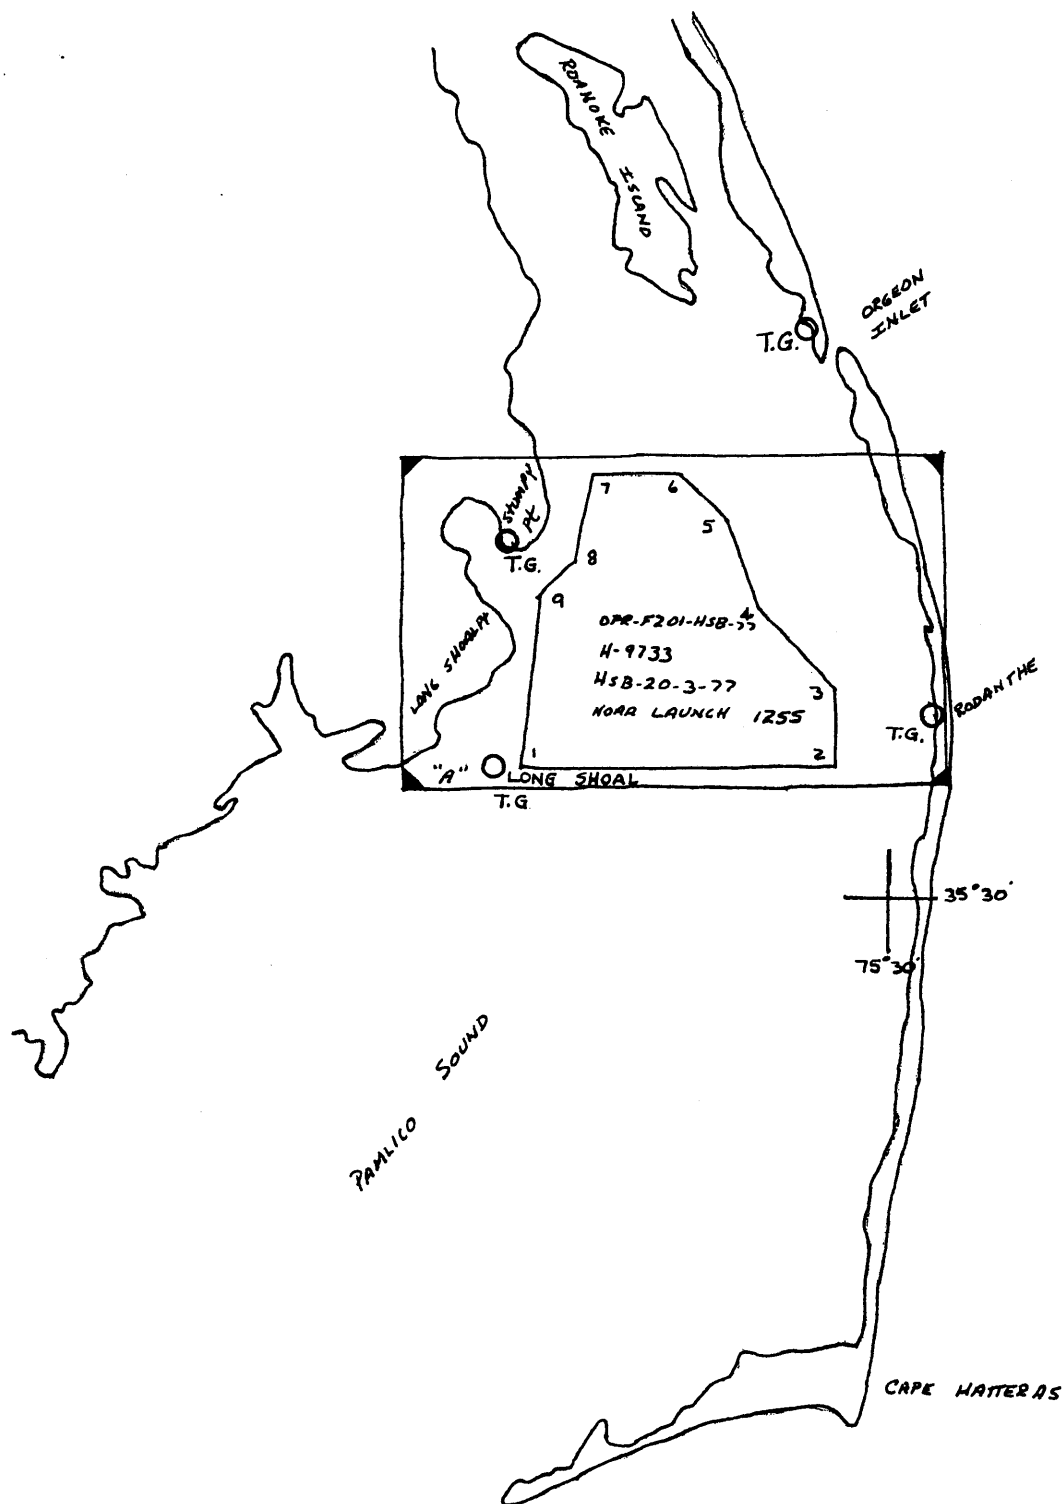 ROANOKE
ISLAND
ORGEON
INLET
T.G.
STUMPY
Pt
T.G.
7
6
5
8
9
4
OPR-F201-HSB-77
H-9733
HSB-20-3-77
NOAA LAUNCH 1255
3
LONG SHOAL Pt
RODANTHE
T.G.
1
2
"A"
LONG SHOAL
T.G
35°30'
75°30'
PAMLICO SOUND
CAPE HATTERAS